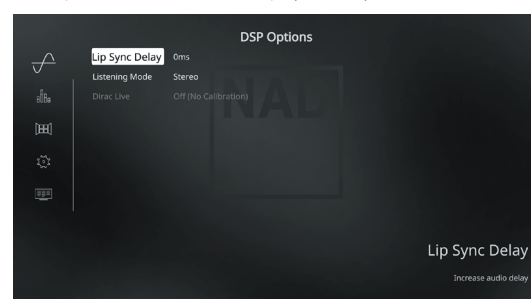 DSP Options
Lip Sync Delay 0ms
Listening Mode Stereo
Dirac Live Off (No Calibration)
NAD
Lip Sync Delay
Increase audio delay